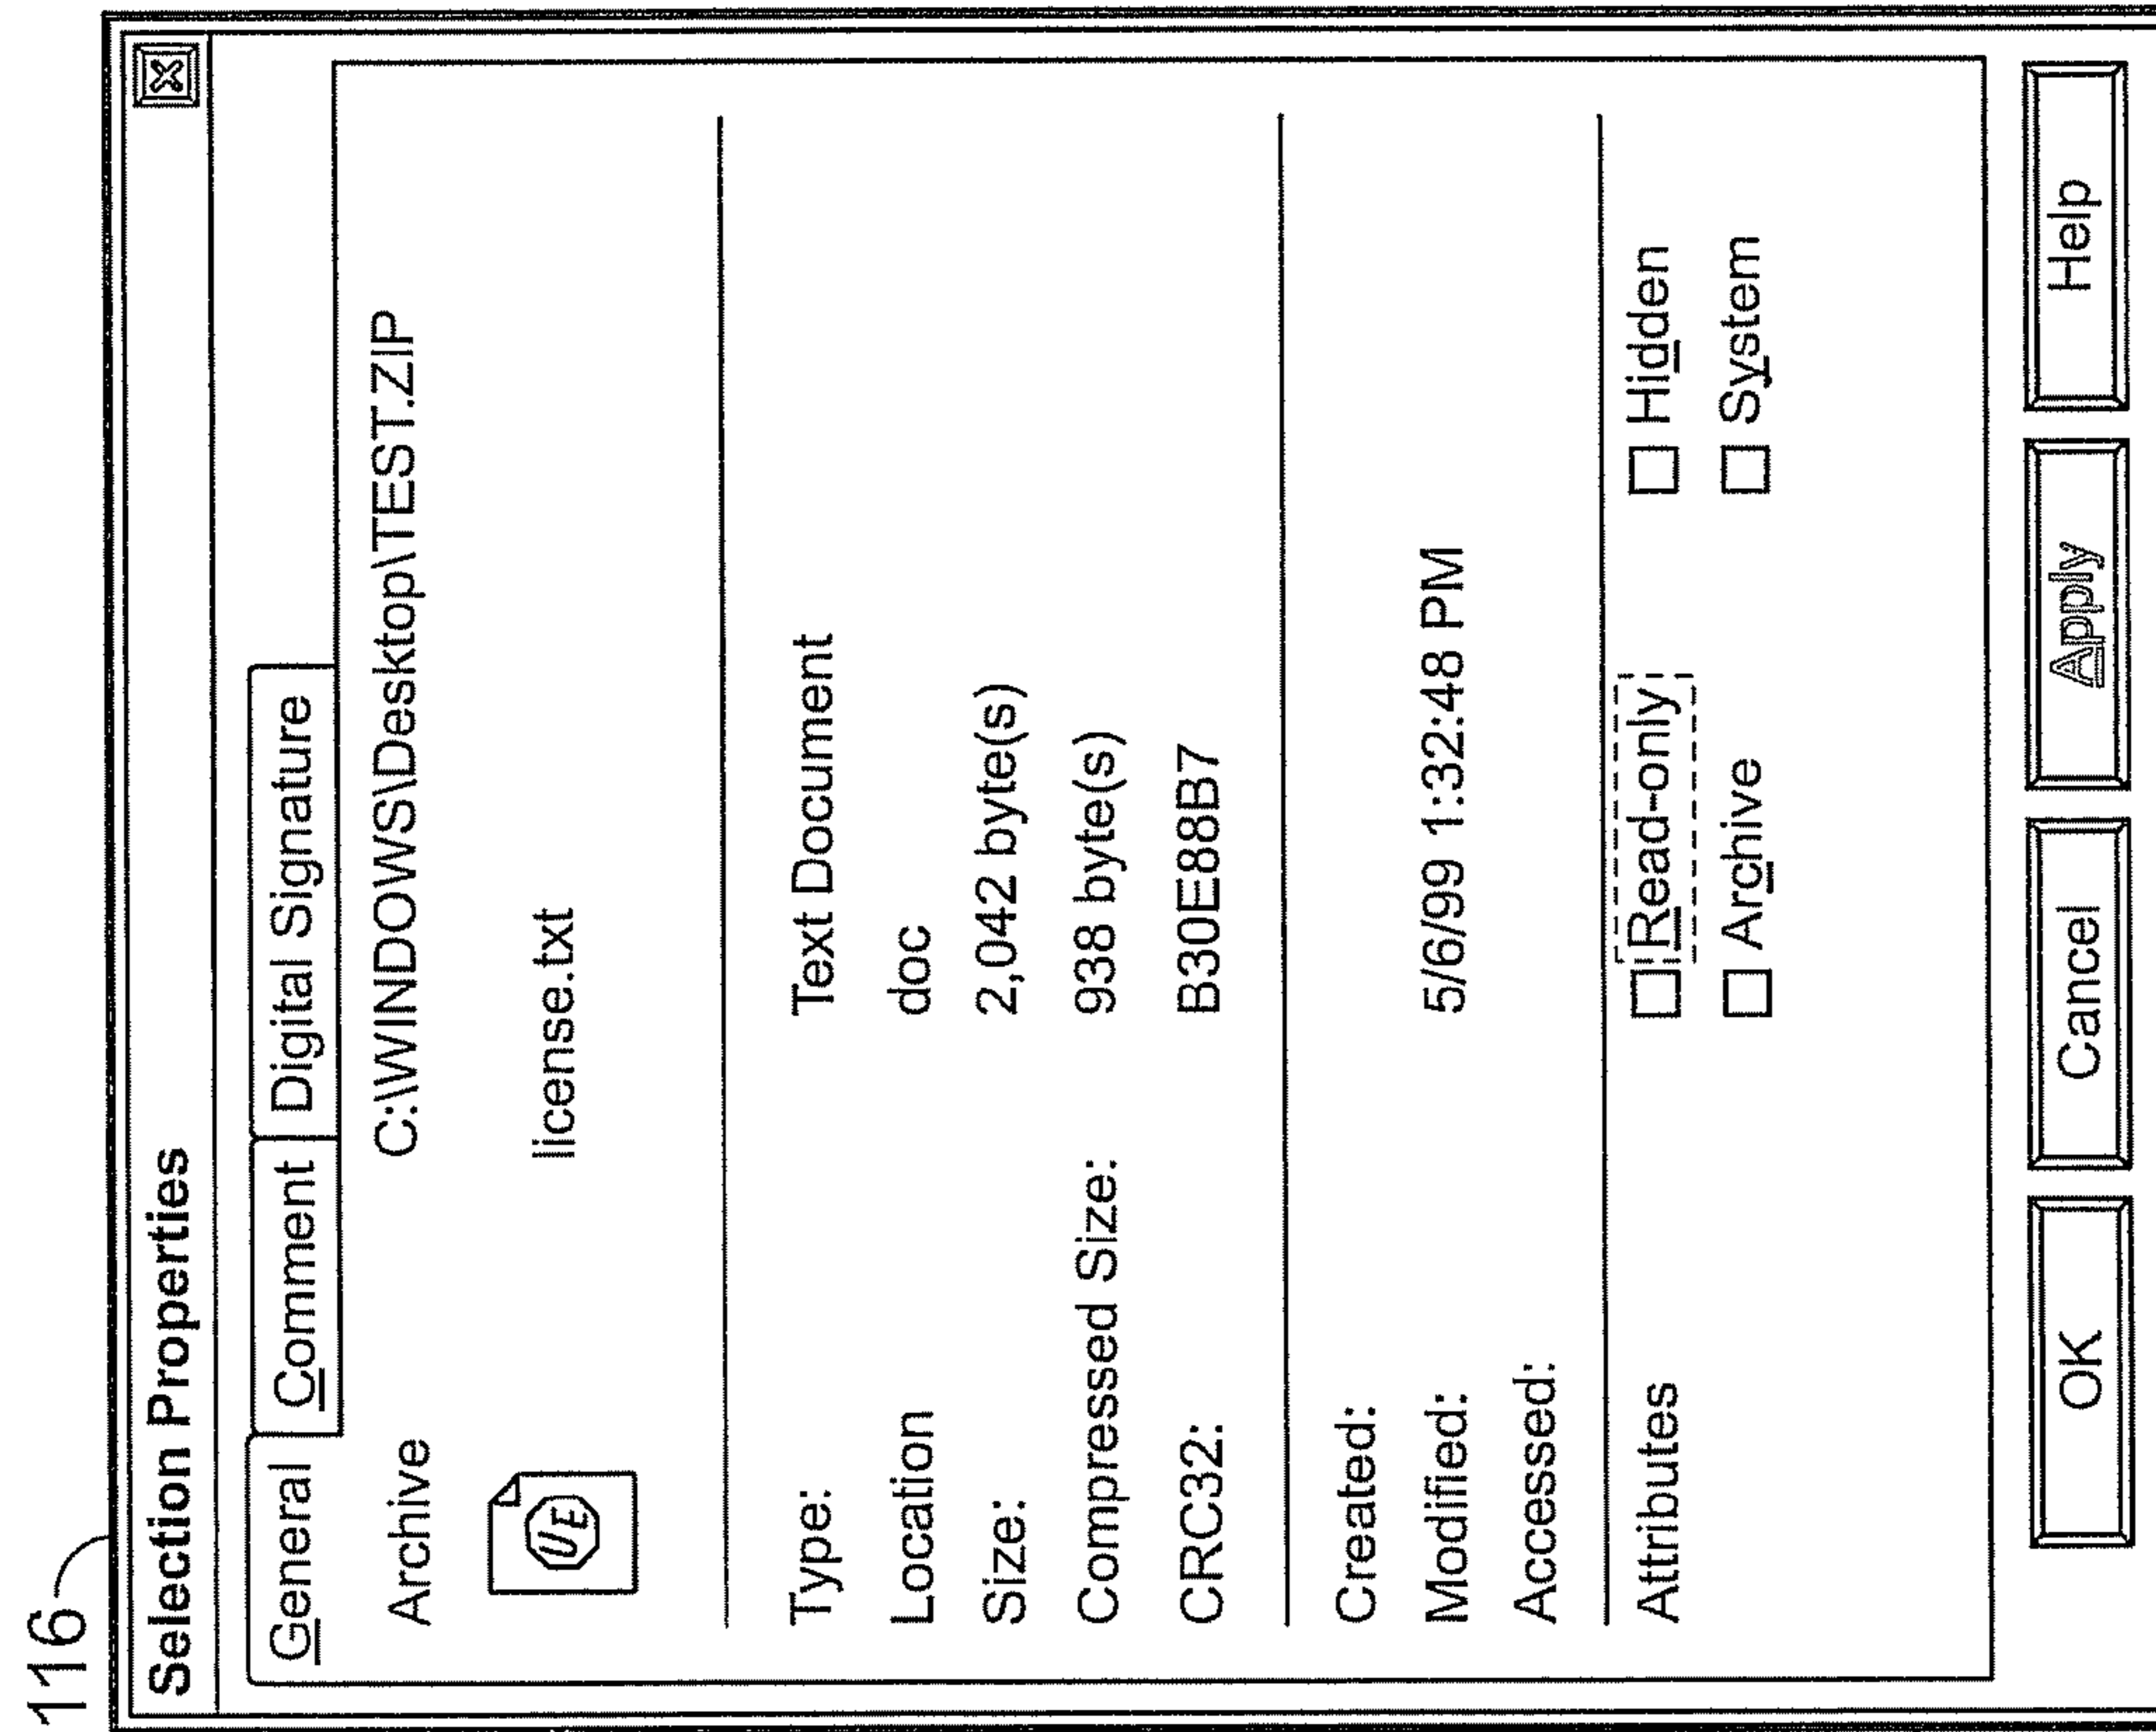 116
Selection Properties
General Comment Digital Signature
Archive C:\WINDOWS\Desktop\TEST.ZIP
UE license.txt
Type: Text Document
Location doc
Size: 2,042 byte(s)
Compressed Size: 938 byte(s)
CRC32: B30E88B7
Created:
Modified: 5/6/99 1:32:48 PM
Accessed:
Attributes Read-only Hidden
Archive System
OK Cancel Apply Help